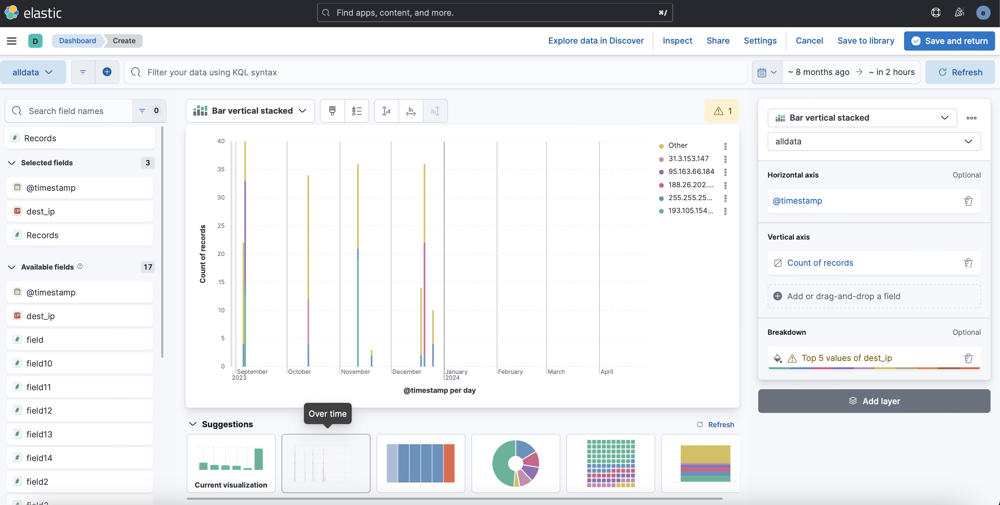 elastic
Find apps, content, and more.
⌘/
e
D
Dashboard
Create
Explore data in Discover
Inspect
Share
Settings
Cancel
Save to library
Save and return
alldata
Filter your data using KQL syntax
~ 8 months ago → ~ in 2 hours
Refresh
Search field names
0
Records
Selected fields
3
@timestamp
dest_ip
Records
Available fields
17
@timestamp
dest_ip
field
field10
field11
field12
field13
field14
field2
Bar vertical stacked
1
Count of records
40
35
30
25
20
15
10
5
0
September
2023
October
November
December
January
2024
February
March
April
@timestamp per day
Other
31.3.153.147
95.163.66.184
188.26.202....
255.255.25...
193.105.154...
Over time
Suggestions
Refresh
Current visualization
Bar vertical stacked
alldata
Horizontal axis
Optional
@timestamp
Vertical axis
Count of records
Add or drag-and-drop a field
Breakdown
Optional
Top 5 values of dest_ip
Add layer